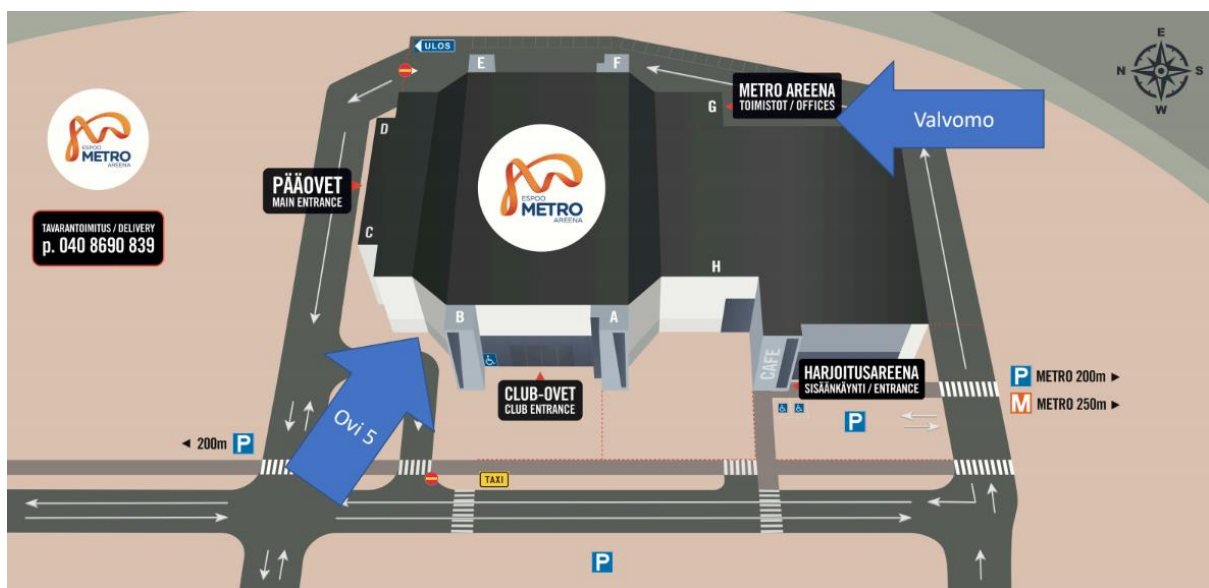 ULOS
E
F
E
N
S
W
METRO AREENA
TOIMISTOT / OFFICES
G
Valvomo
ESPOO
METRO
AREENA
D
ESPOO
METRO
AREENA
PÄÄOVET
MAIN ENTRANCE
TAVARANTOIMITUS / DELIVERY
p. 040 8690 839
C
H
B
A
CAFE
HARJOITUSAREENA
SISÄÄNKÄYNTI / ENTRANCE
P METRO 200m ►
M METRO 250m ►
CLUB-OVET
CLUB ENTRANCE
Ovi 5
P
◄ 200m P
TAXI
P